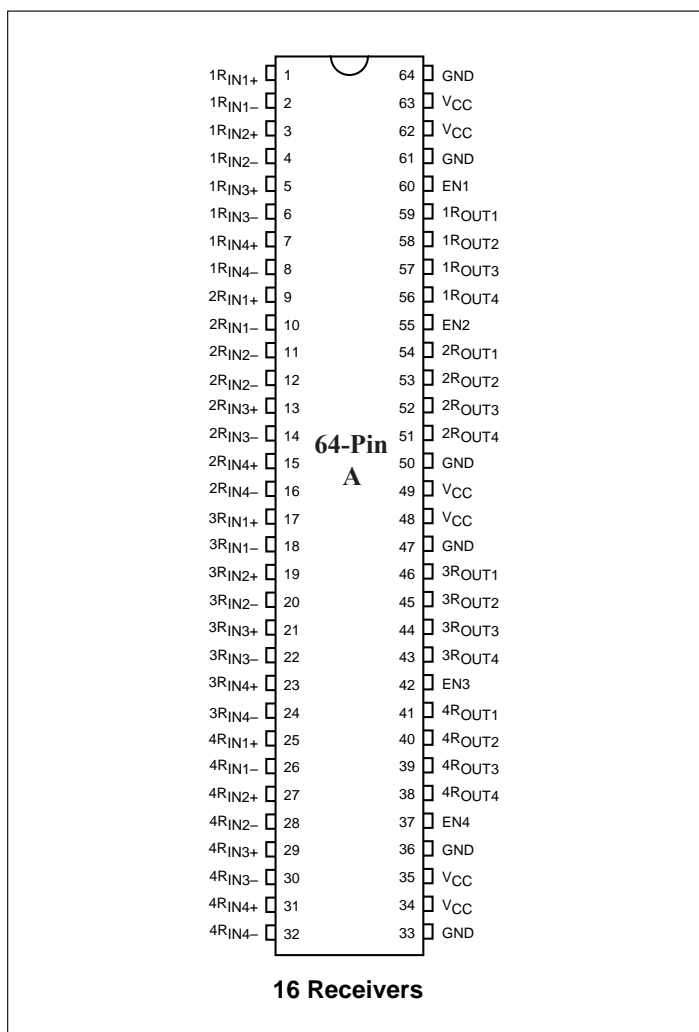 1RIN1+ 1 64 GND
1RIN1– 2 63 VCC
1RIN2+ 3 62 VCC
1RIN2– 4 61 GND
1RIN3+ 5 60 EN1
1RIN3– 6 59 1ROUT1
1RIN4+ 7 58 1ROUT2
1RIN4– 8 57 1ROUT3
2RIN1+ 9 56 1ROUT4
2RIN1– 10 55 EN2
2RIN2– 11 54 2ROUT1
2RIN2– 12 53 2ROUT2
2RIN3+ 13 52 2ROUT3
2RIN3– 14 51 2ROUT4
64-Pin
A
2RIN4+ 15 50 GND
2RIN4– 16 49 VCC
3RIN1+ 17 48 VCC
3RIN1– 18 47 GND
3RIN2+ 19 46 3ROUT1
3RIN2– 20 45 3ROUT2
3RIN3+ 21 44 3ROUT3
3RIN3– 22 43 3ROUT4
3RIN4+ 23 42 EN3
3RIN4– 24 41 4ROUT1
4RIN1+ 25 40 4ROUT2
4RIN1– 26 39 4ROUT3
4RIN2+ 27 38 4ROUT4
4RIN2– 28 37 EN4
4RIN3+ 29 36 GND
4RIN3– 30 35 VCC
4RIN4+ 31 34 VCC
4RIN4– 32 33 GND
16 Receivers